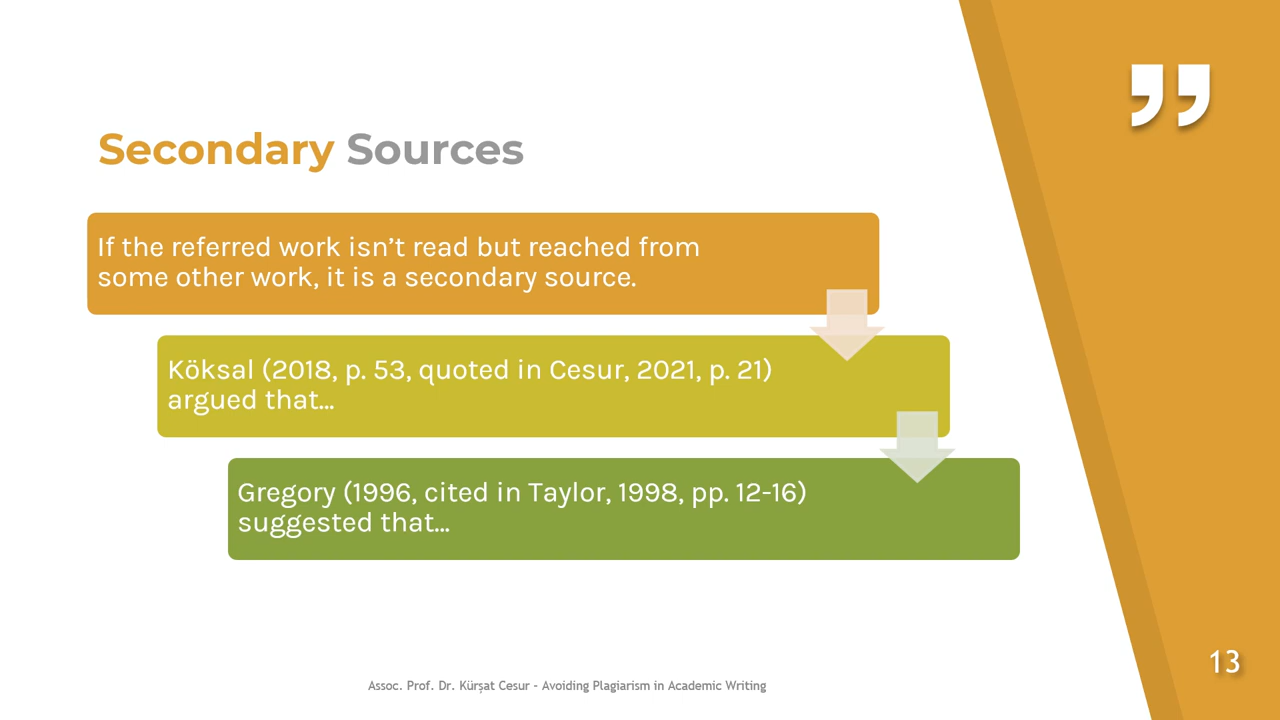 ”
Secondary Sources
If the referred work isn’t read but reached from
some other work, it is a secondary source.
Köksal (2018, p. 53, quoted in Cesur, 2021, p. 21)
argued that...
Gregory (1996, cited in Taylor, 1998, pp. 12-16)
suggested that...
13
Assoc. Prof. Dr. Kürşat Cesur - Avoiding Plagiarism in Academic Writing